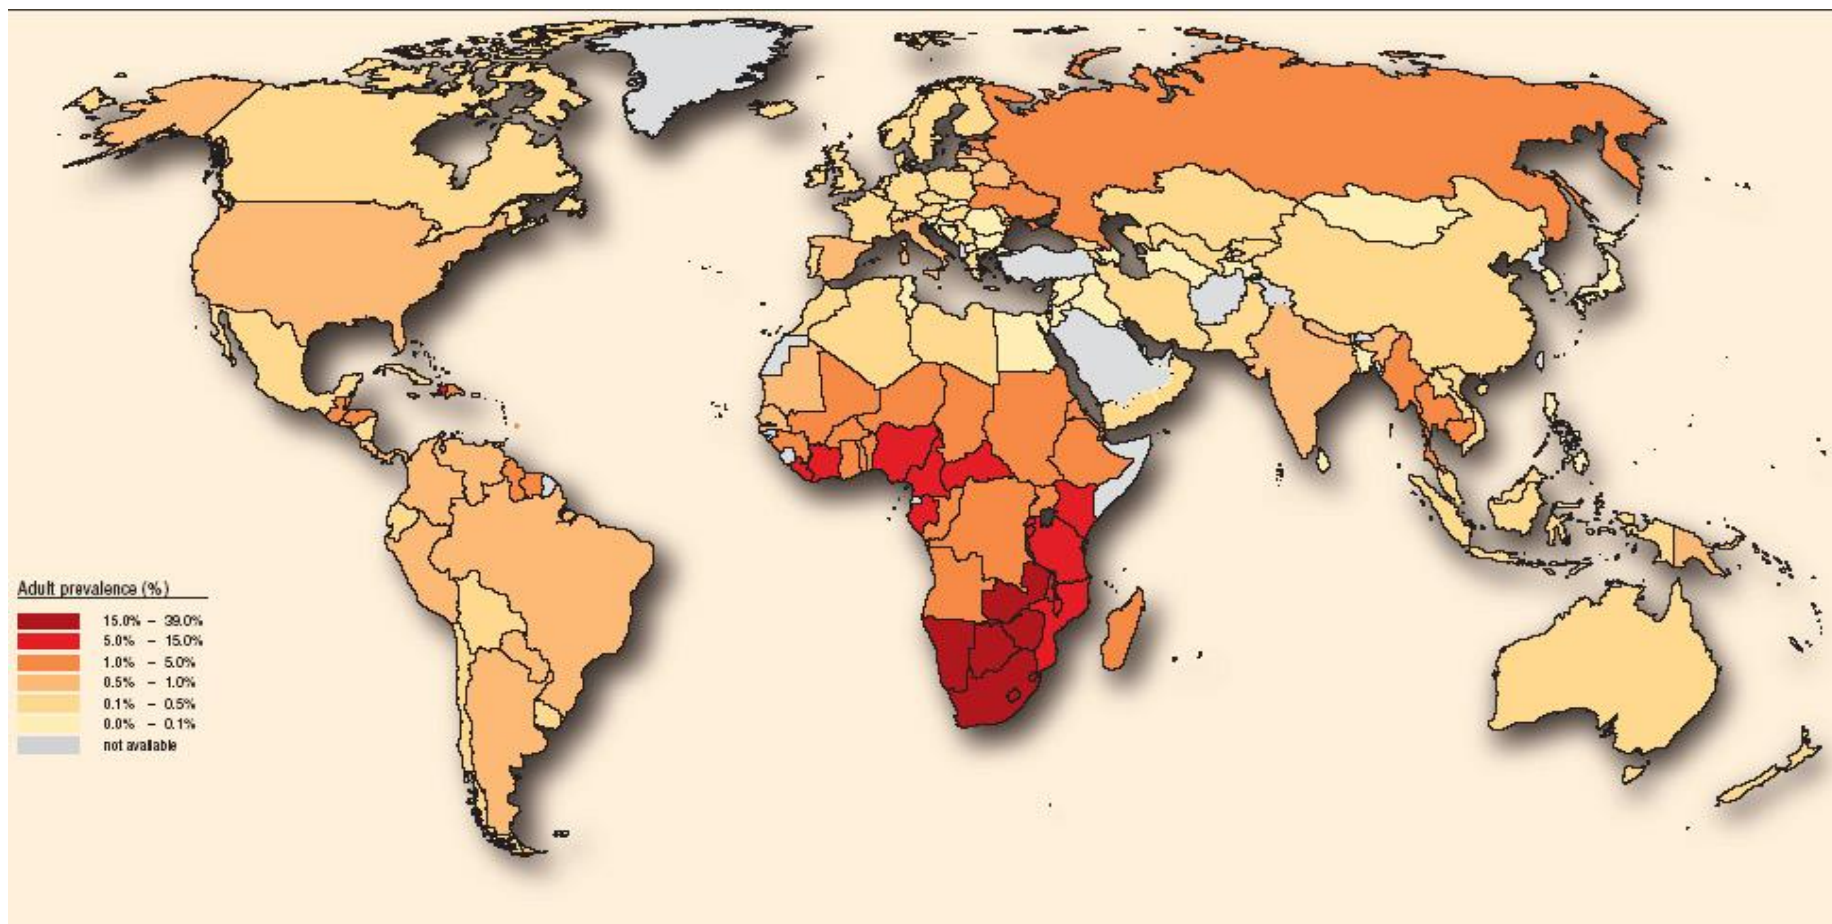 Adult prevalence (%)
15.0% – 39.0%
5.0% – 15.0%
1.0% – 5.0%
0.5% – 1.0%
0.1% – 0.5%
0.0% – 0.1%
not available